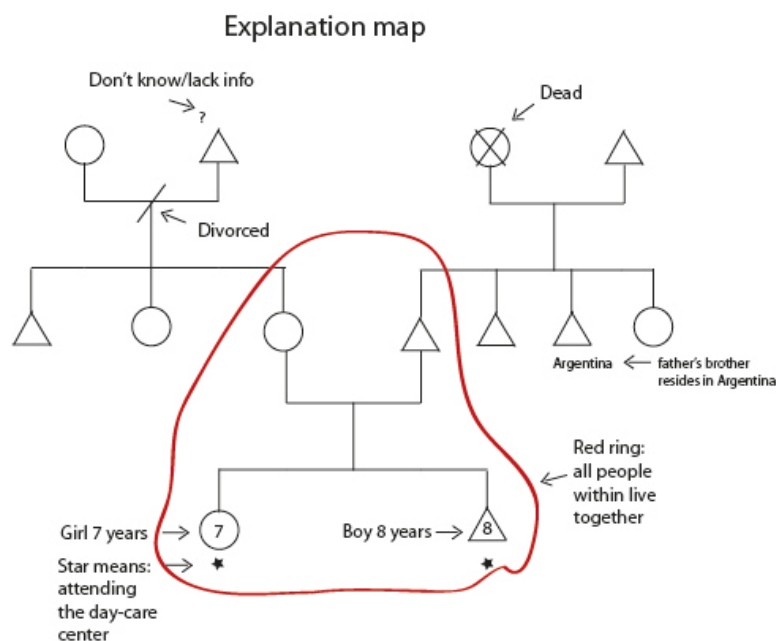 Explanation map
Don't know/lack info
?
Dead
Divorced
Argentina
father's brother
resides in Argentina
Red ring:
all people
within live
together
Girl 7 years
7
Boy 8 years
8
Star means:
attending
the day-care
center